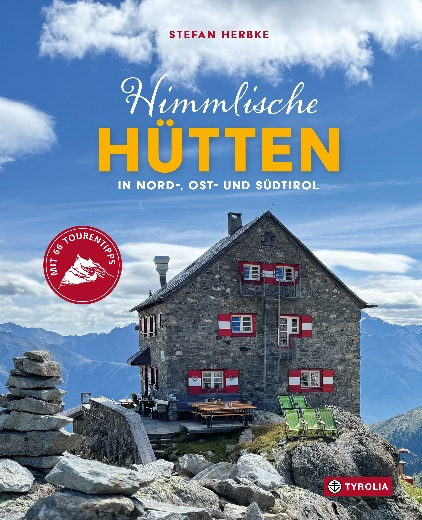 STEFAN HERBKE
Himmlische
HÜTTEN
IN NORD-, OST- UND SÜDTIROL
MIT 66 TOURENTIPPS
TYROLIA